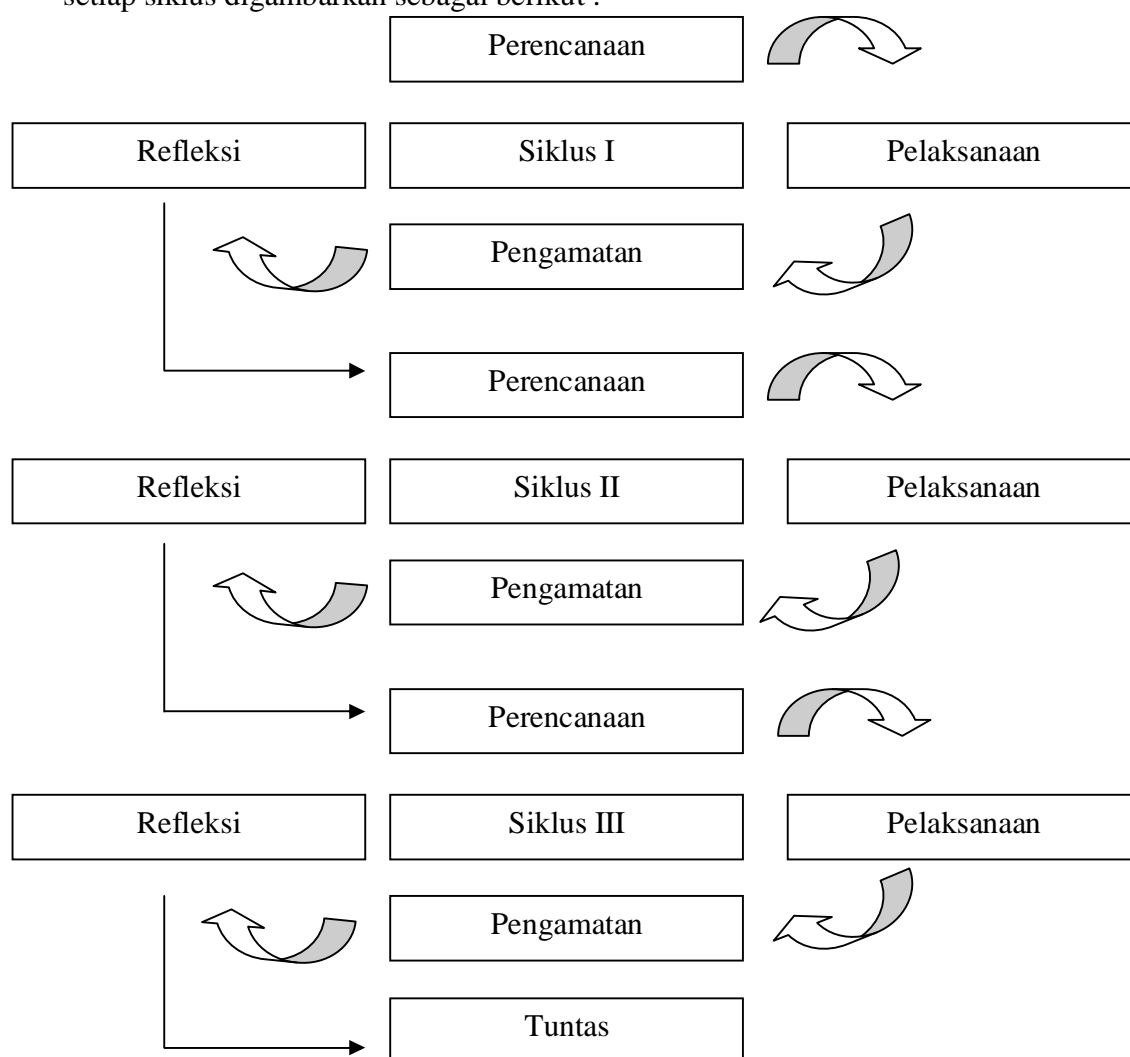 setiap siklus digambarkan sebagai berikut :
Perencanaan
Refleksi
Siklus I
Pelaksanaan
Pengamatan
Perencanaan
Refleksi
Siklus II
Pelaksanaan
Pengamatan
Perencanaan
Refleksi
Siklus III
Pelaksanaan
Pengamatan
Tuntas